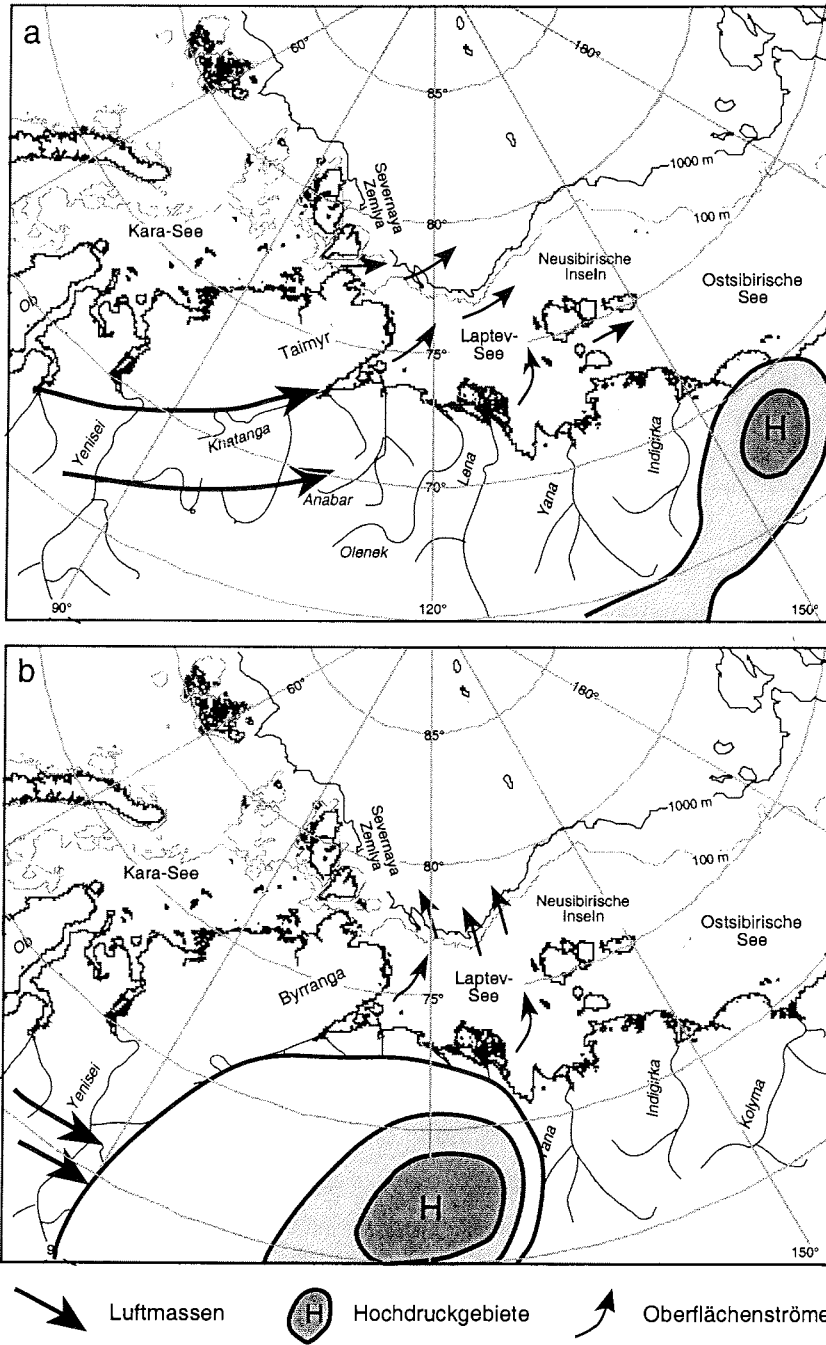 a
60°
180°
85°
1000 m
Severnaya
Zemlya
80°
100 m
Kara-See
Neusibirische
Inseln
Ostsibirische
See
Ob
Taimyr
Laptev-
See
75°
H
Yenisei
Khatanga
Indigirka
Lena
Yana
70°
Anabar
Olenek
90°
120°
150°
b
60°
180°
85°
1000 m
Severnaya
Zemlya
80°
100 m
Kara-See
Neusibirische
Inseln
Ostsibirische
See
Ob
Byrranga
Laptev-
See
75°
Yenisei
Indigirka
Kolyma
ana
H
9
150°
Luftmassen
H
Hochdruckgebiete
Oberflächenströme